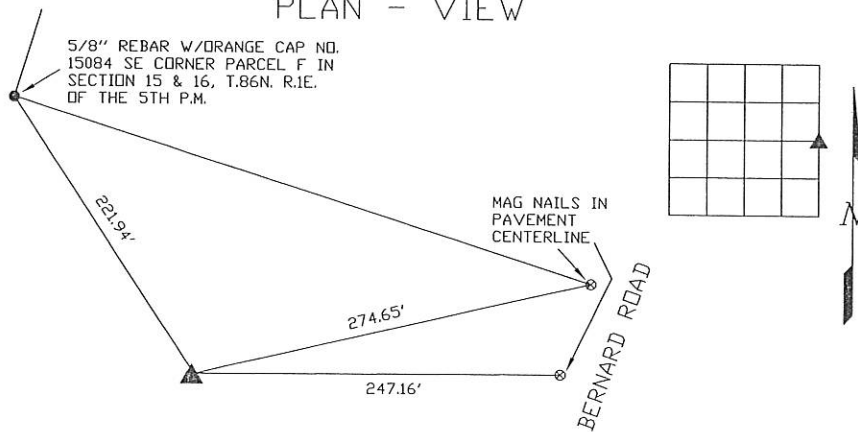 PLAN - VIEW
5/8" REBAR W/ORANGE CAP NO.
15084 SE CORNER PARCEL F IN
SECTION 15 & 16, T.86N. R.1E.
OF THE 5TH P.M.
221.94'
MAG NAILS IN
PAVEMENT
CENTERLINE
N
274.65'
247.16'
BERNARD ROAD